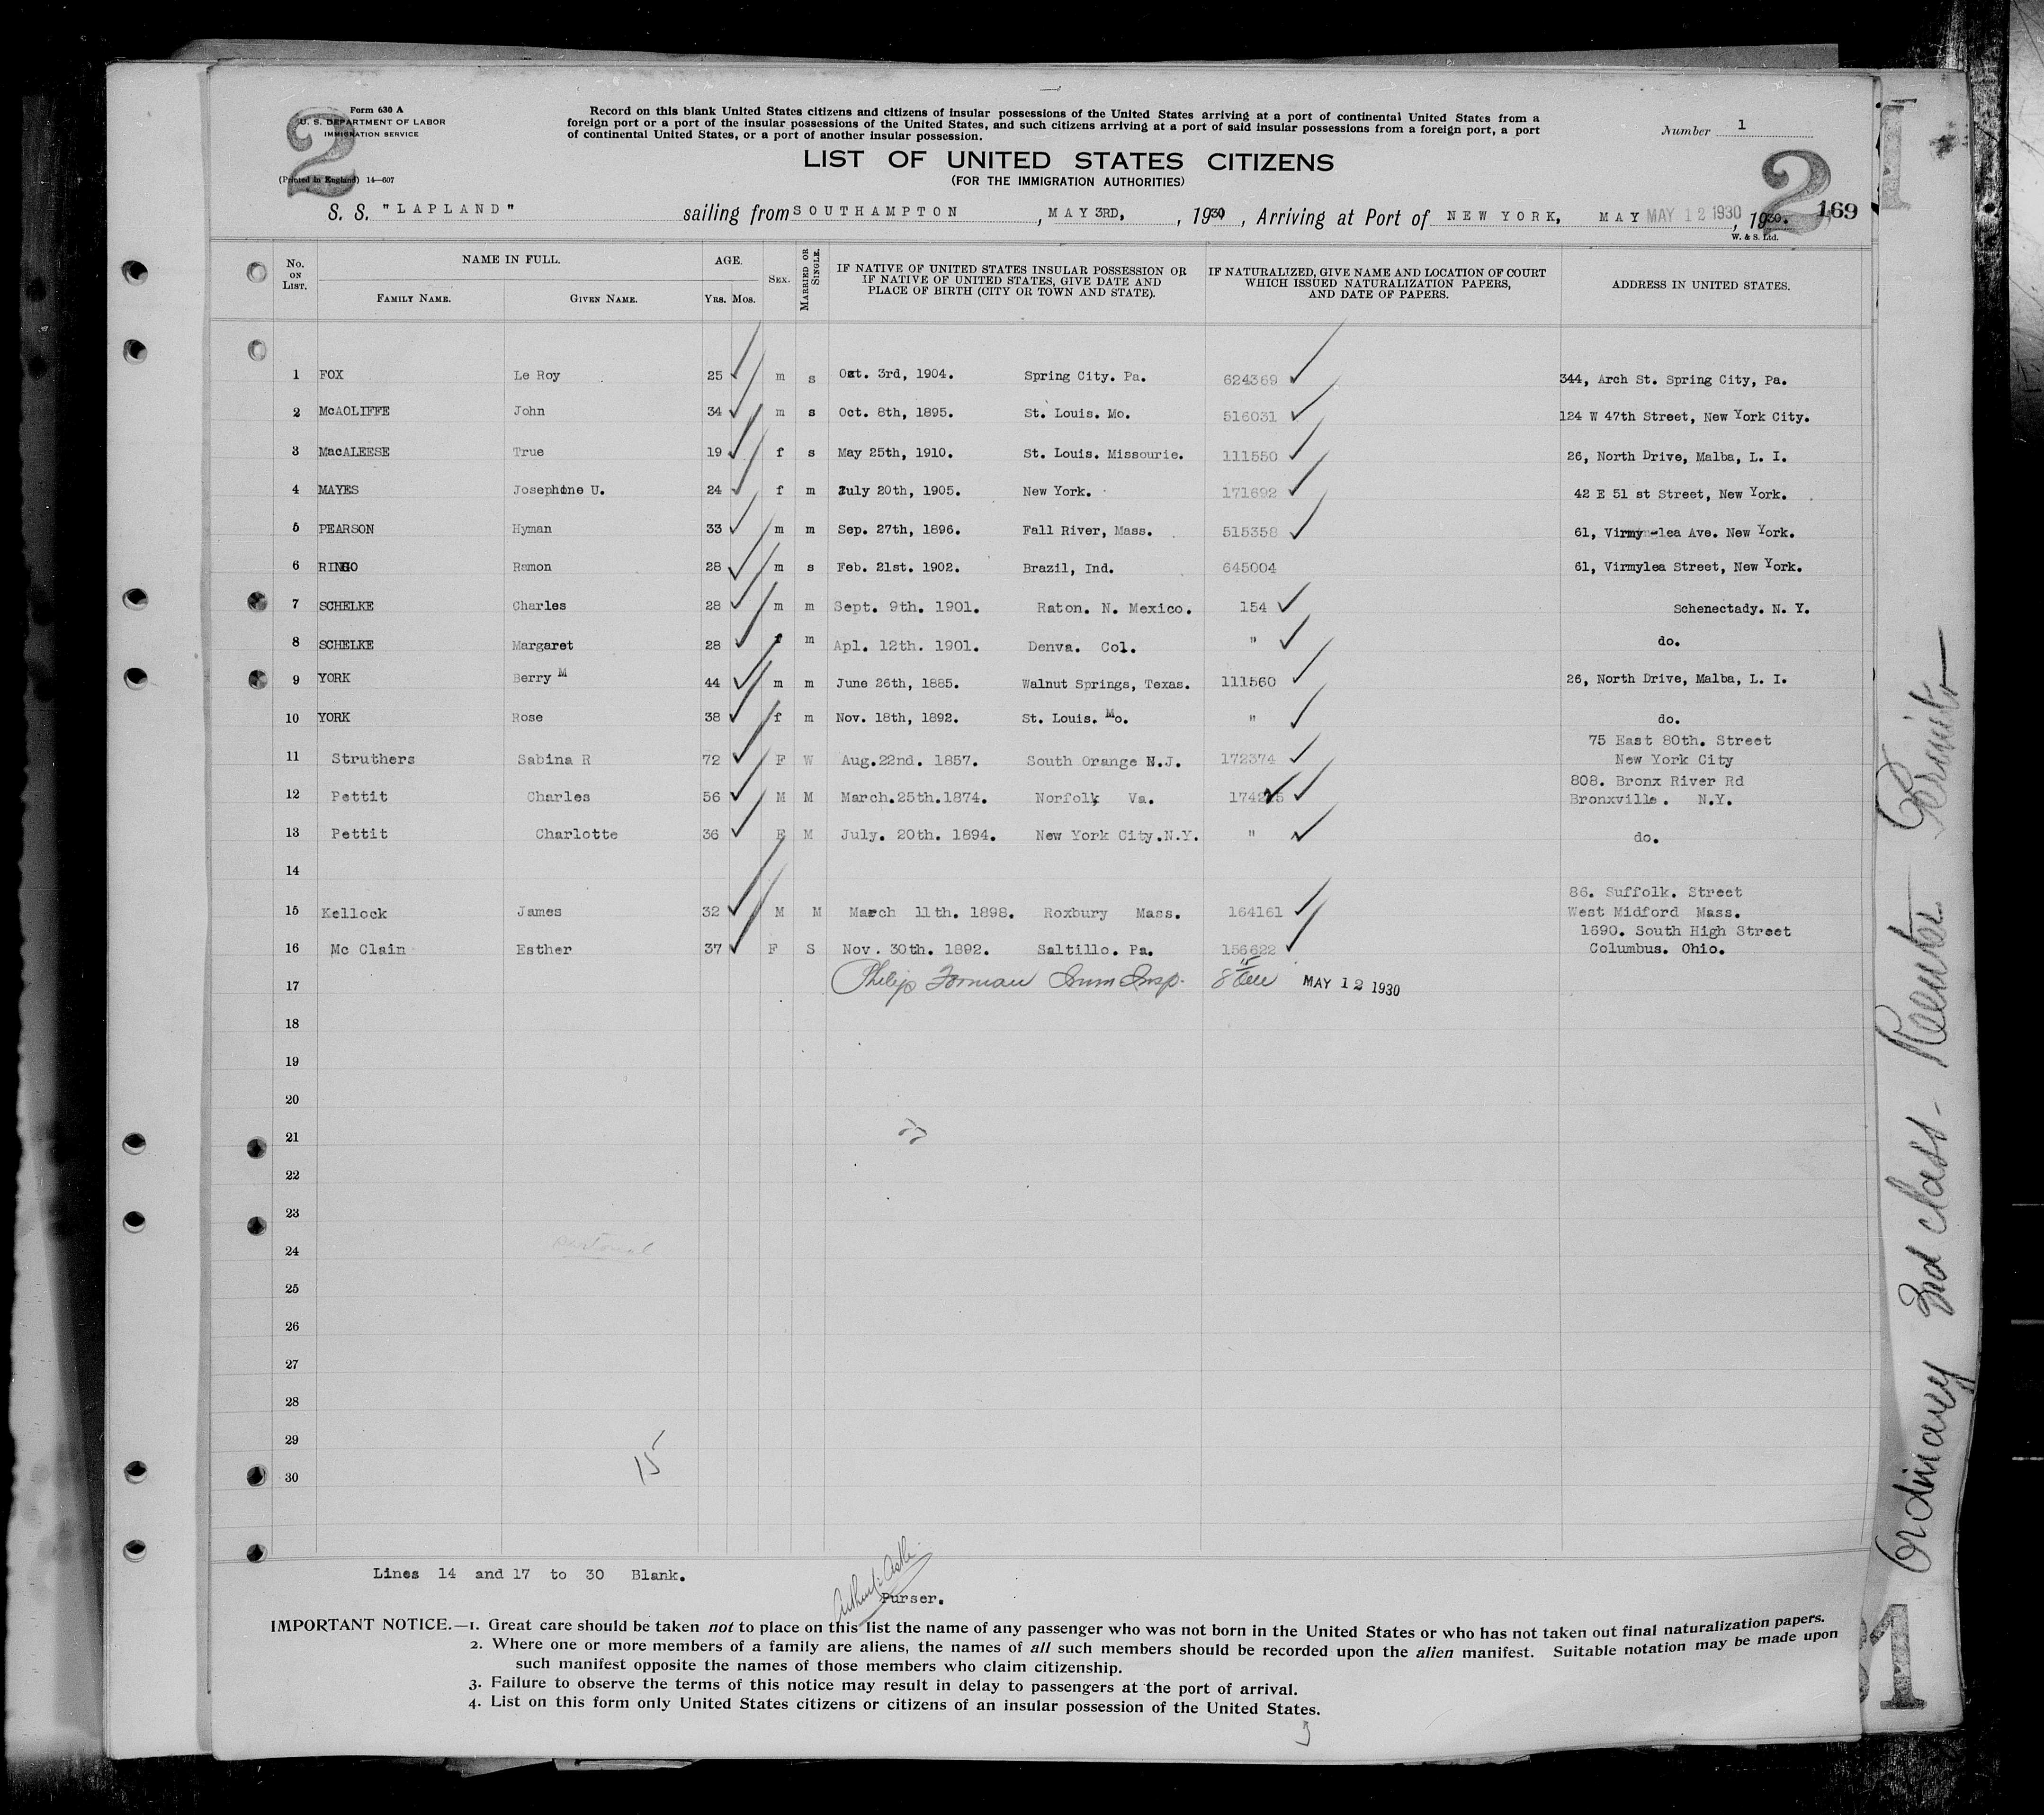 Form 630 A
U. S. DEPARTMENT OF LABOR
IMMIGRATION SERVICE
(Printed in England) 14—607
2
Record on this blank United States citizens and citizens of insular possessions of the United States arriving at a port of continental United States from a
foreign port or a port of the insular possessions of the United States, and such citizens arriving at a port of said insular possessions from a foreign port, a port
of continental United States, or a port of another insular possession.
Number 1
LIST OF UNITED STATES CITIZENS
(FOR THE IMMIGRATION AUTHORITIES)
2
169
S. S. "LAPLAND" sailing from SOUTHAMPTON, MAY 3RD, , 1930, Arriving at Port of NEW YORK, MAY MAY 12 1930, 1930.
W. & S. Ltd.
No. ON LIST. NAME IN FULL. AGE. SEX. MARRIED OR SINGLE. IF NATIVE OF UNITED STATES INSULAR POSSESSION OR IF NATIVE OF UNITED STATES, GIVE DATE AND PLACE OF BIRTH (CITY OR TOWN AND STATE). IF NATURALIZED, GIVE NAME AND LOCATION OF COURT WHICH ISSUED NATURALIZATION PAPERS, AND DATE OF PAPERS. ADDRESS IN UNITED STATES.
FAMILY NAME. GIVEN NAME. YRS. MOS.
1 FOX Le Roy 25 m s Oct. 3rd, 1904. Spring City. Pa. 624369 344, Arch St. Spring City, Pa.
2 McAOLIFFE John 34 m s Oct. 8th, 1895. St. Louis. Mo. 516031 124 W 47th Street, New York City.
3 MacALEESE True 19 f s May 25th, 1910. St. Louis. Missourie. 111550 26, North Drive, Malba, L. I.
4 MAYES Josephine U. 24 f m July 20th, 1905. New York. 171692 42 E 51 st Street, New York.
5 PEARSON Hyman 33 m m Sep. 27th, 1896. Fall River, Mass. 515358 61, Virmy-lea Ave. New York.
6 RINGO Ramon 28 m s Feb. 21st. 1902. Brazil, Ind. 645004 61, Virmylea Street, New York.
7 SCHELKE Charles 28 m m Sept. 9th. 1901. Raton. N. Mexico. 154 Schenectady. N. Y.
8 SCHELKE Margaret 28 f m Apl. 12th. 1901. Denva. Col. " do.
9 YORK Berry M 44 m m June 26th, 1885. Walnut Springs, Texas. 111560 26, North Drive, Malba, L. I.
10 YORK Rose 38 f m Nov. 18th, 1892. St. Louis. Mo. " do.
11 Struthers Sabina R 72 F W Aug.22nd. 1857. South Orange N.J. 172374 75 East 80th. Street
New York City
12 Pettit Charles 56 M M March.25th.1874. Norfolk Va. 174215 808. Bronx River Rd
Bronxville. N.Y.
13 Pettit Charlotte 36 F M July. 20th. 1894. New York City.N.Y. " do.
14
15 Kellock James 32 M M March 11th. 1898. Roxbury Mass. 164161 86. Suffolk. Street
West Midford Mass.
16 Mc Clain Esther 37 F S Nov. 30th. 1892. Saltillo. Pa. 156622 1690. South High Street
Columbus. Ohio.
17 Philip Forman Imm Insp. MAY 12 1930
18
19
20
21
22
23
24
25
26
27
28
29
30
15
Lines 14 and 17 to 30 Blank.
Purser.
IMPORTANT NOTICE.—1. Great care should be taken not to place on this list the name of any passenger who was not born in the United States or who has not taken out final naturalization papers.
2. Where one or more members of a family are aliens, the names of all such members should be recorded upon the alien manifest. Suitable notation may be made upon
such manifest opposite the names of those members who claim citizenship.
3. Failure to observe the terms of this notice may result in delay to passengers at the port of arrival.
4. List on this form only United States citizens or citizens of an insular possession of the United States.
Ordinary 3rd class - Reentry Permit
1